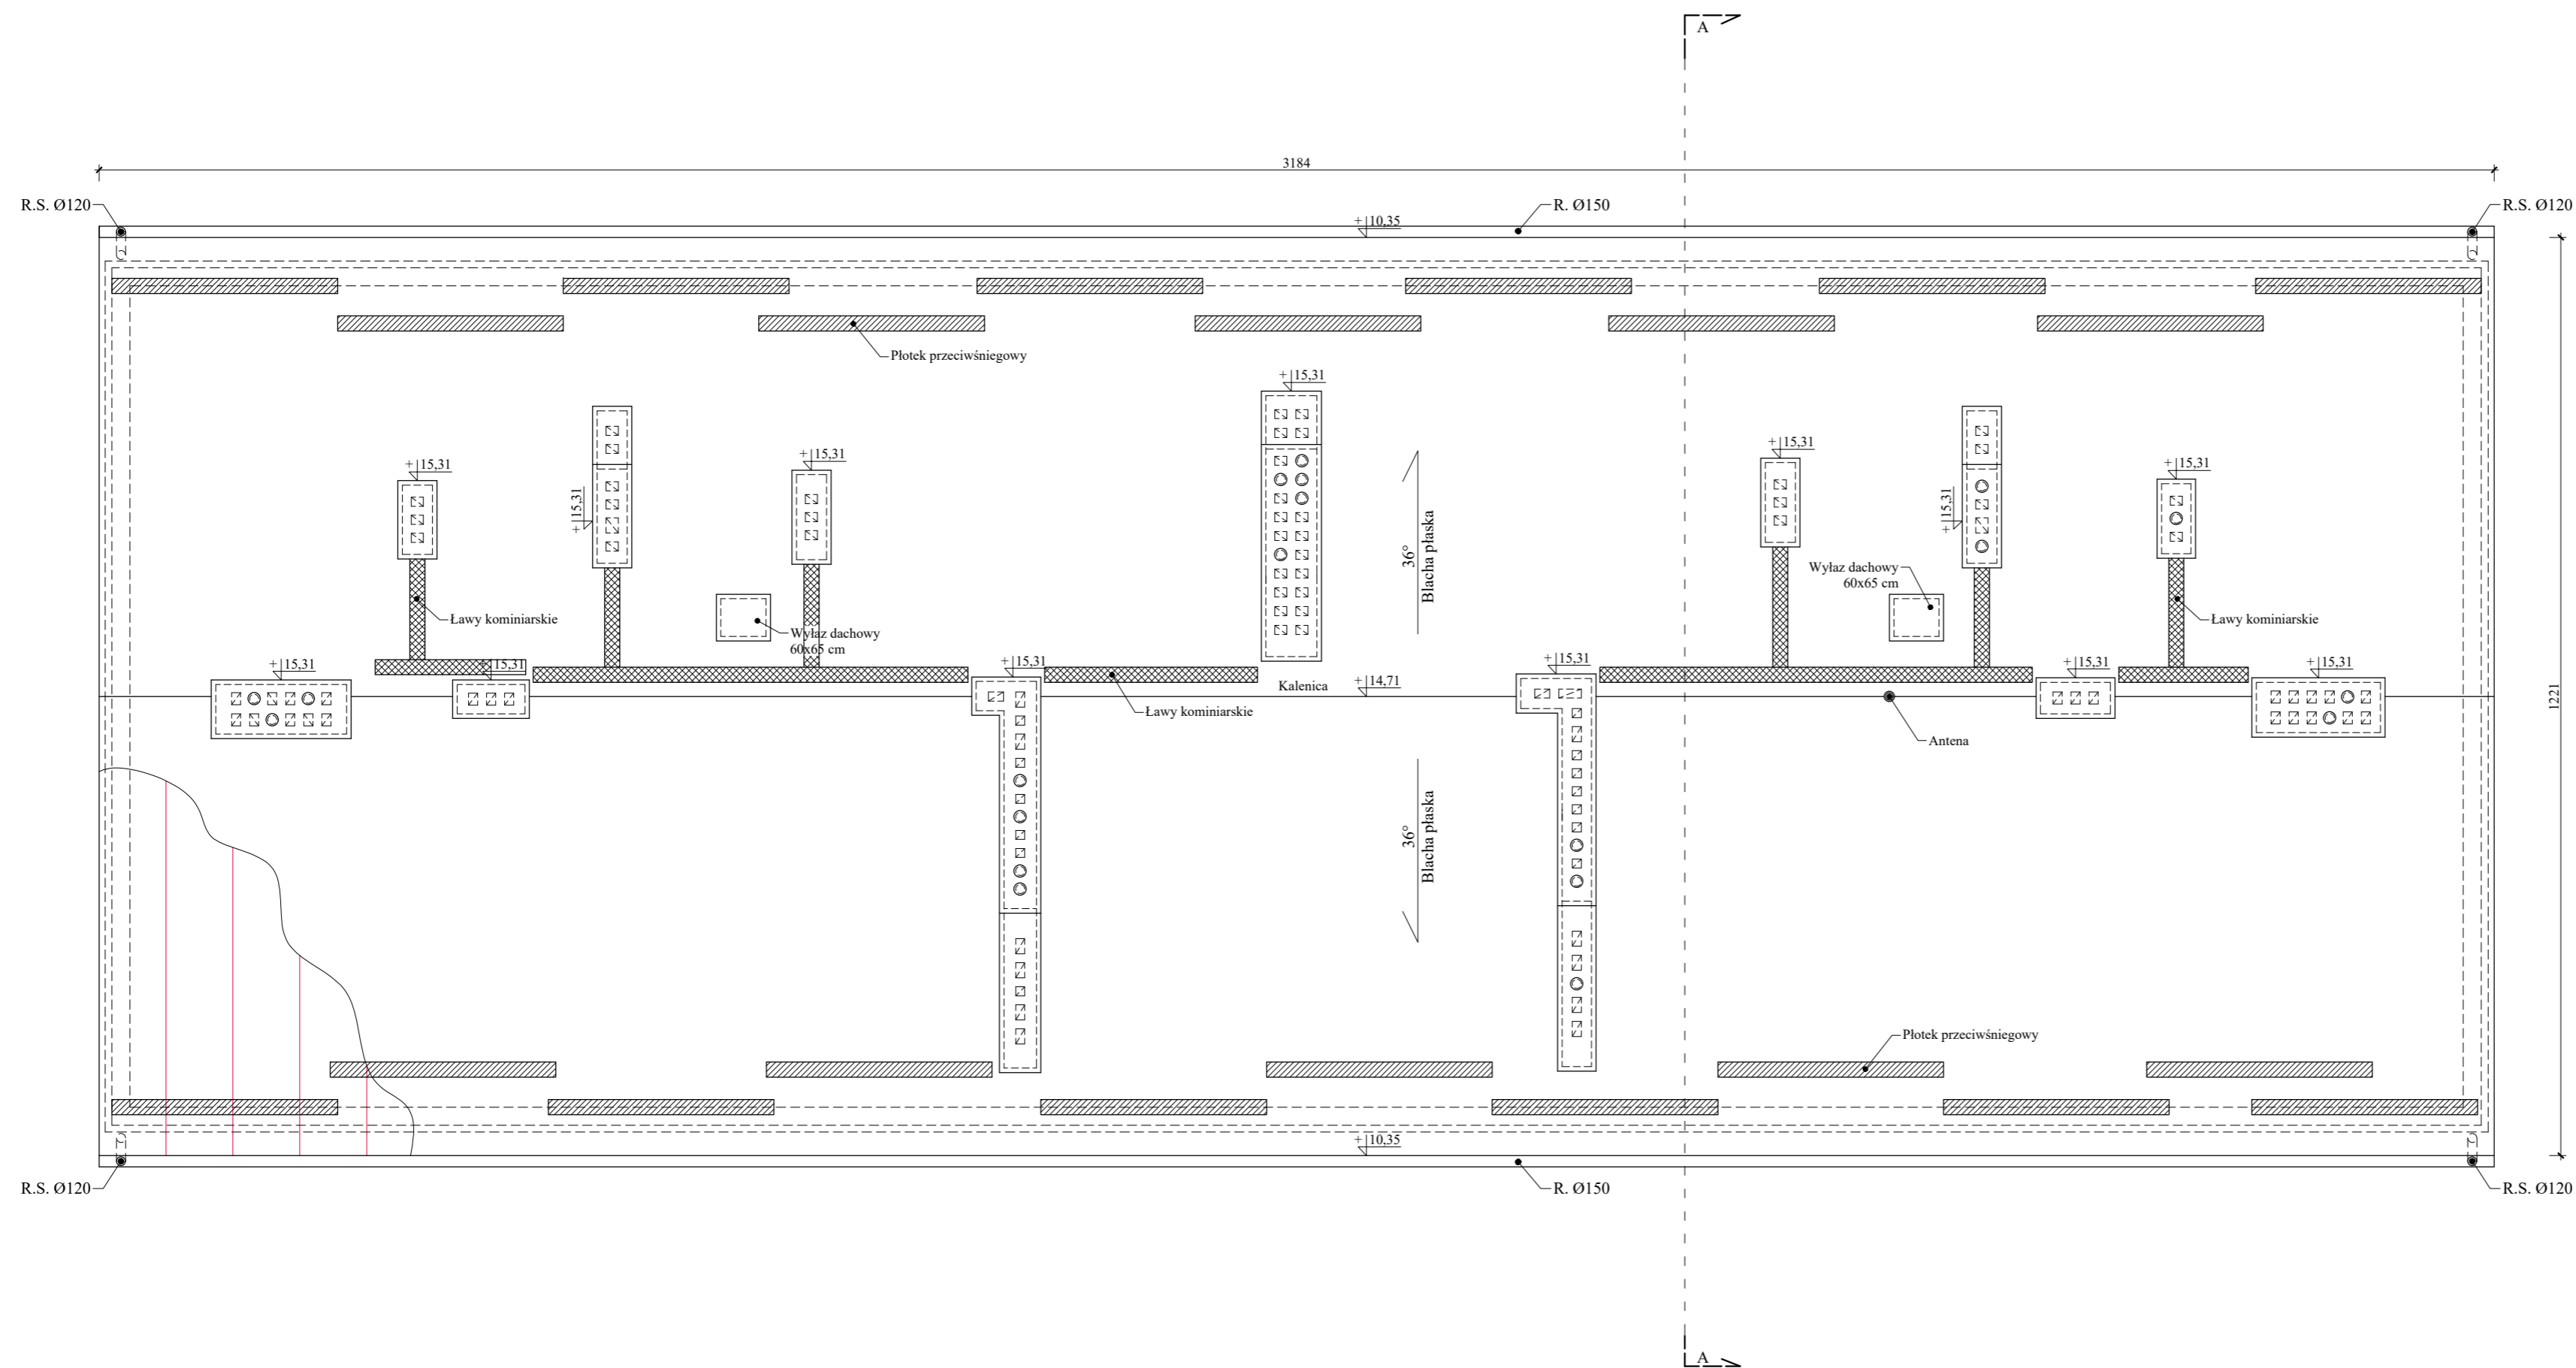 A
3184
R.S. Ø120
R. Ø150
R.S. Ø120
+10,35
Płotek przeciwśniegowy
+15,31
+15,31
+15,31
+15,31
+15,31
+15,31
+15,31
36°
Blacha płaska
Wyłaz dachowy
60x65 cm
Ławy kominiarskie
Ławy kominiarskie
Wyłaz dachowy
60x65 cm
+15,31
+15,31
+15,31
+15,31
+15,31
+15,31
Kalenica
+14,71
1221
Ławy kominiarskie
Antena
36°
Blacha płaska
Płotek przeciwśniegowy
+10,35
R.S. Ø120
R. Ø150
R.S. Ø120
A